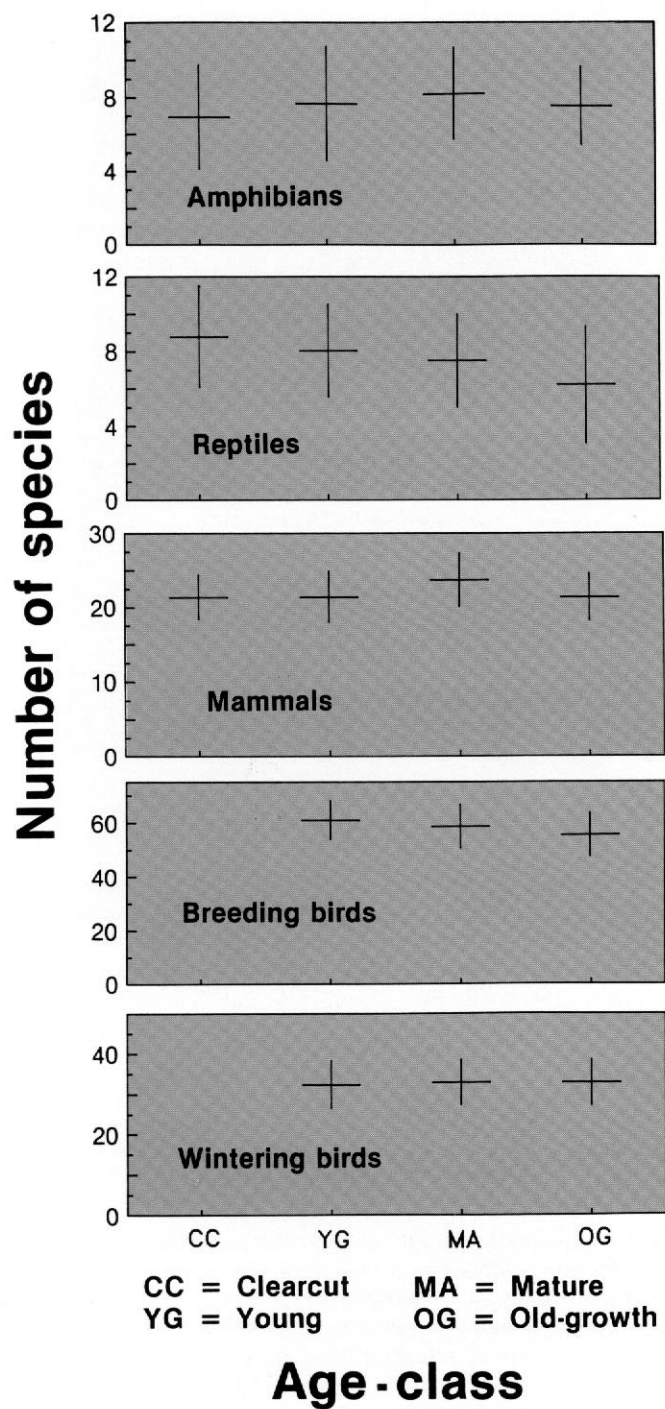 Number of species
12
8
4
0
Amphibians
12
8
4
0
Reptiles
30
20
10
0
Mammals
60
40
20
0
Breeding birds
40
20
0
Wintering birds
CC YG MA OG
CC = Clearcut MA = Mature
YG = Young OG = Old-growth
Age-class